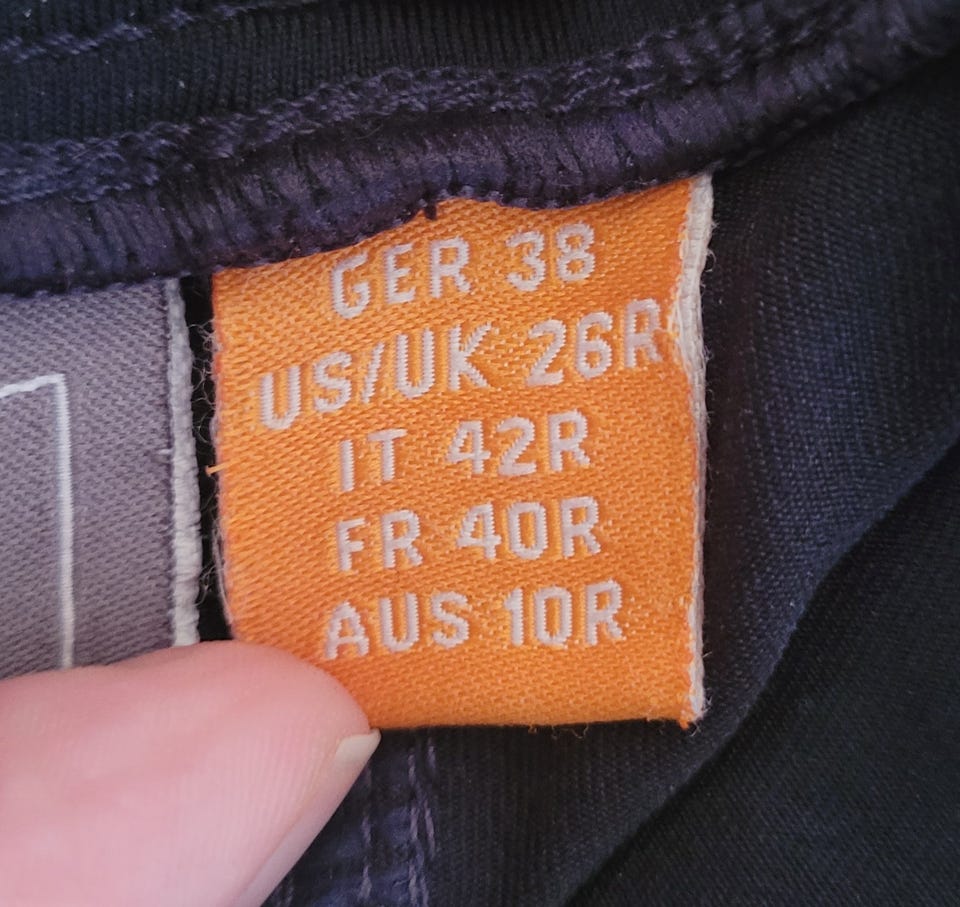 GER 38
US/UK 26R
IT 42R
FR 40R
AUS 10R